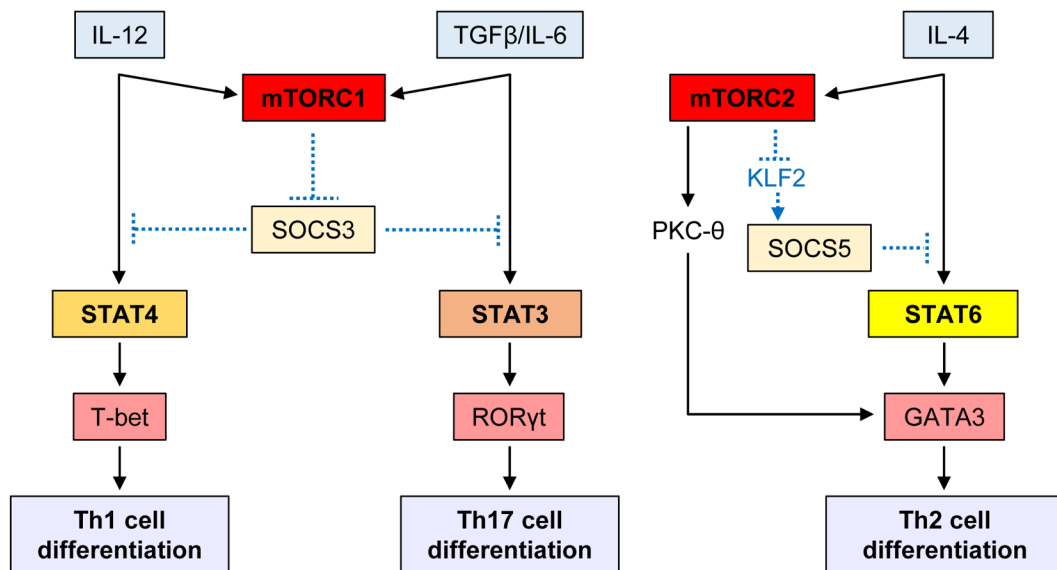 IL-12
TGFβ/IL-6
IL-4
mTORC1
mTORC2
KLF2
SOCS3
PKC-θ
SOCS5
STAT4
STAT3
STAT6
T-bet
RORγt
GATA3
Th1 cell
differentiation
Th17 cell
differentiation
Th2 cell
differentiation